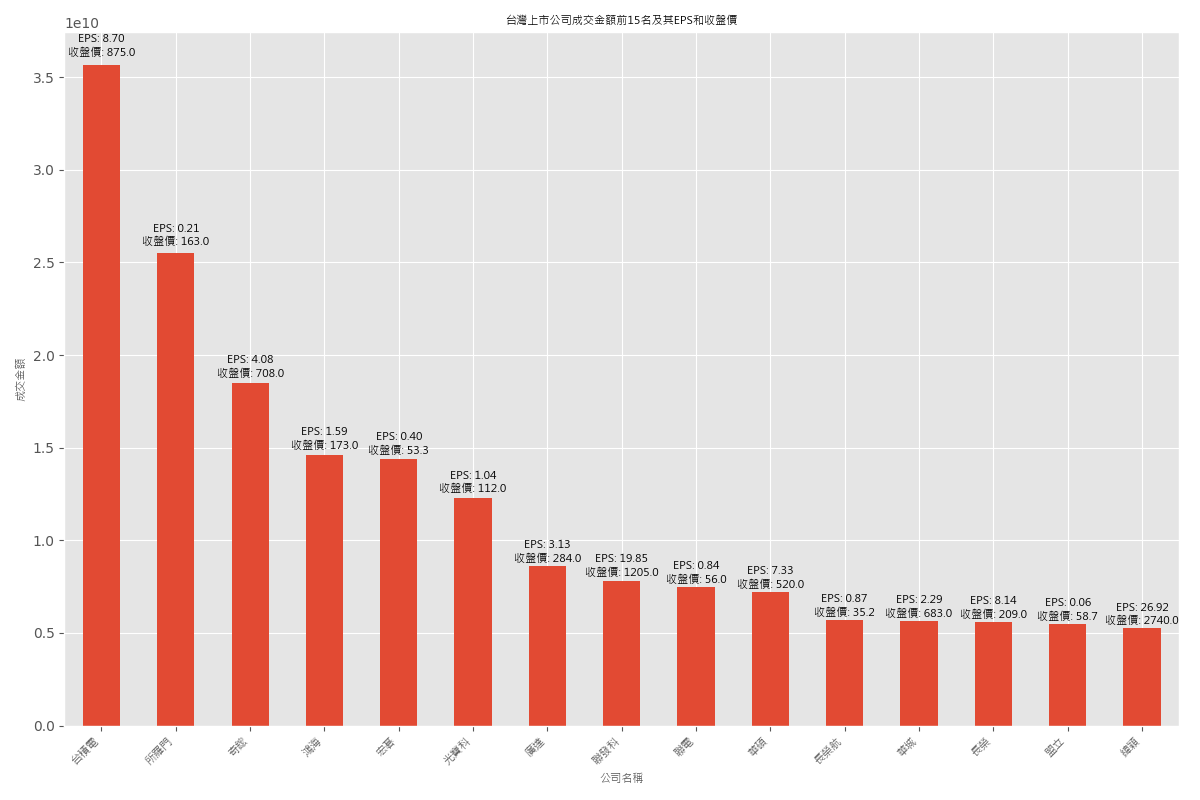 台灣上市公司成交金額前15名及其EPS和收盤價
1e10
EPS: 8.70
收盤價: 875.0
EPS: 0.21
收盤價: 163.0
EPS: 4.08
收盤價: 708.0
EPS: 1.59
收盤價: 173.0
EPS: 0.40
收盤價: 53.3
EPS: 1.04
收盤價: 112.0
EPS: 3.13
收盤價: 284.0
EPS: 19.85
收盤價: 1205.0
EPS: 0.84
收盤價: 56.0
EPS: 7.33
收盤價: 520.0
EPS: 0.87
收盤價: 35.2
EPS: 2.29
收盤價: 683.0
EPS: 8.14
收盤價: 209.0
EPS: 0.06
收盤價: 58.7
EPS: 26.92
收盤價: 2740.0
3.5
3.0
2.5
2.0
1.5
1.0
0.5
0.0
成交金額
台積電
所羅門
奇鋐
鴻海
宏碁
光寶科
廣達
聯發科
聯電
華碩
長榮航
華城
長榮
盟立
緯穎
公司名稱